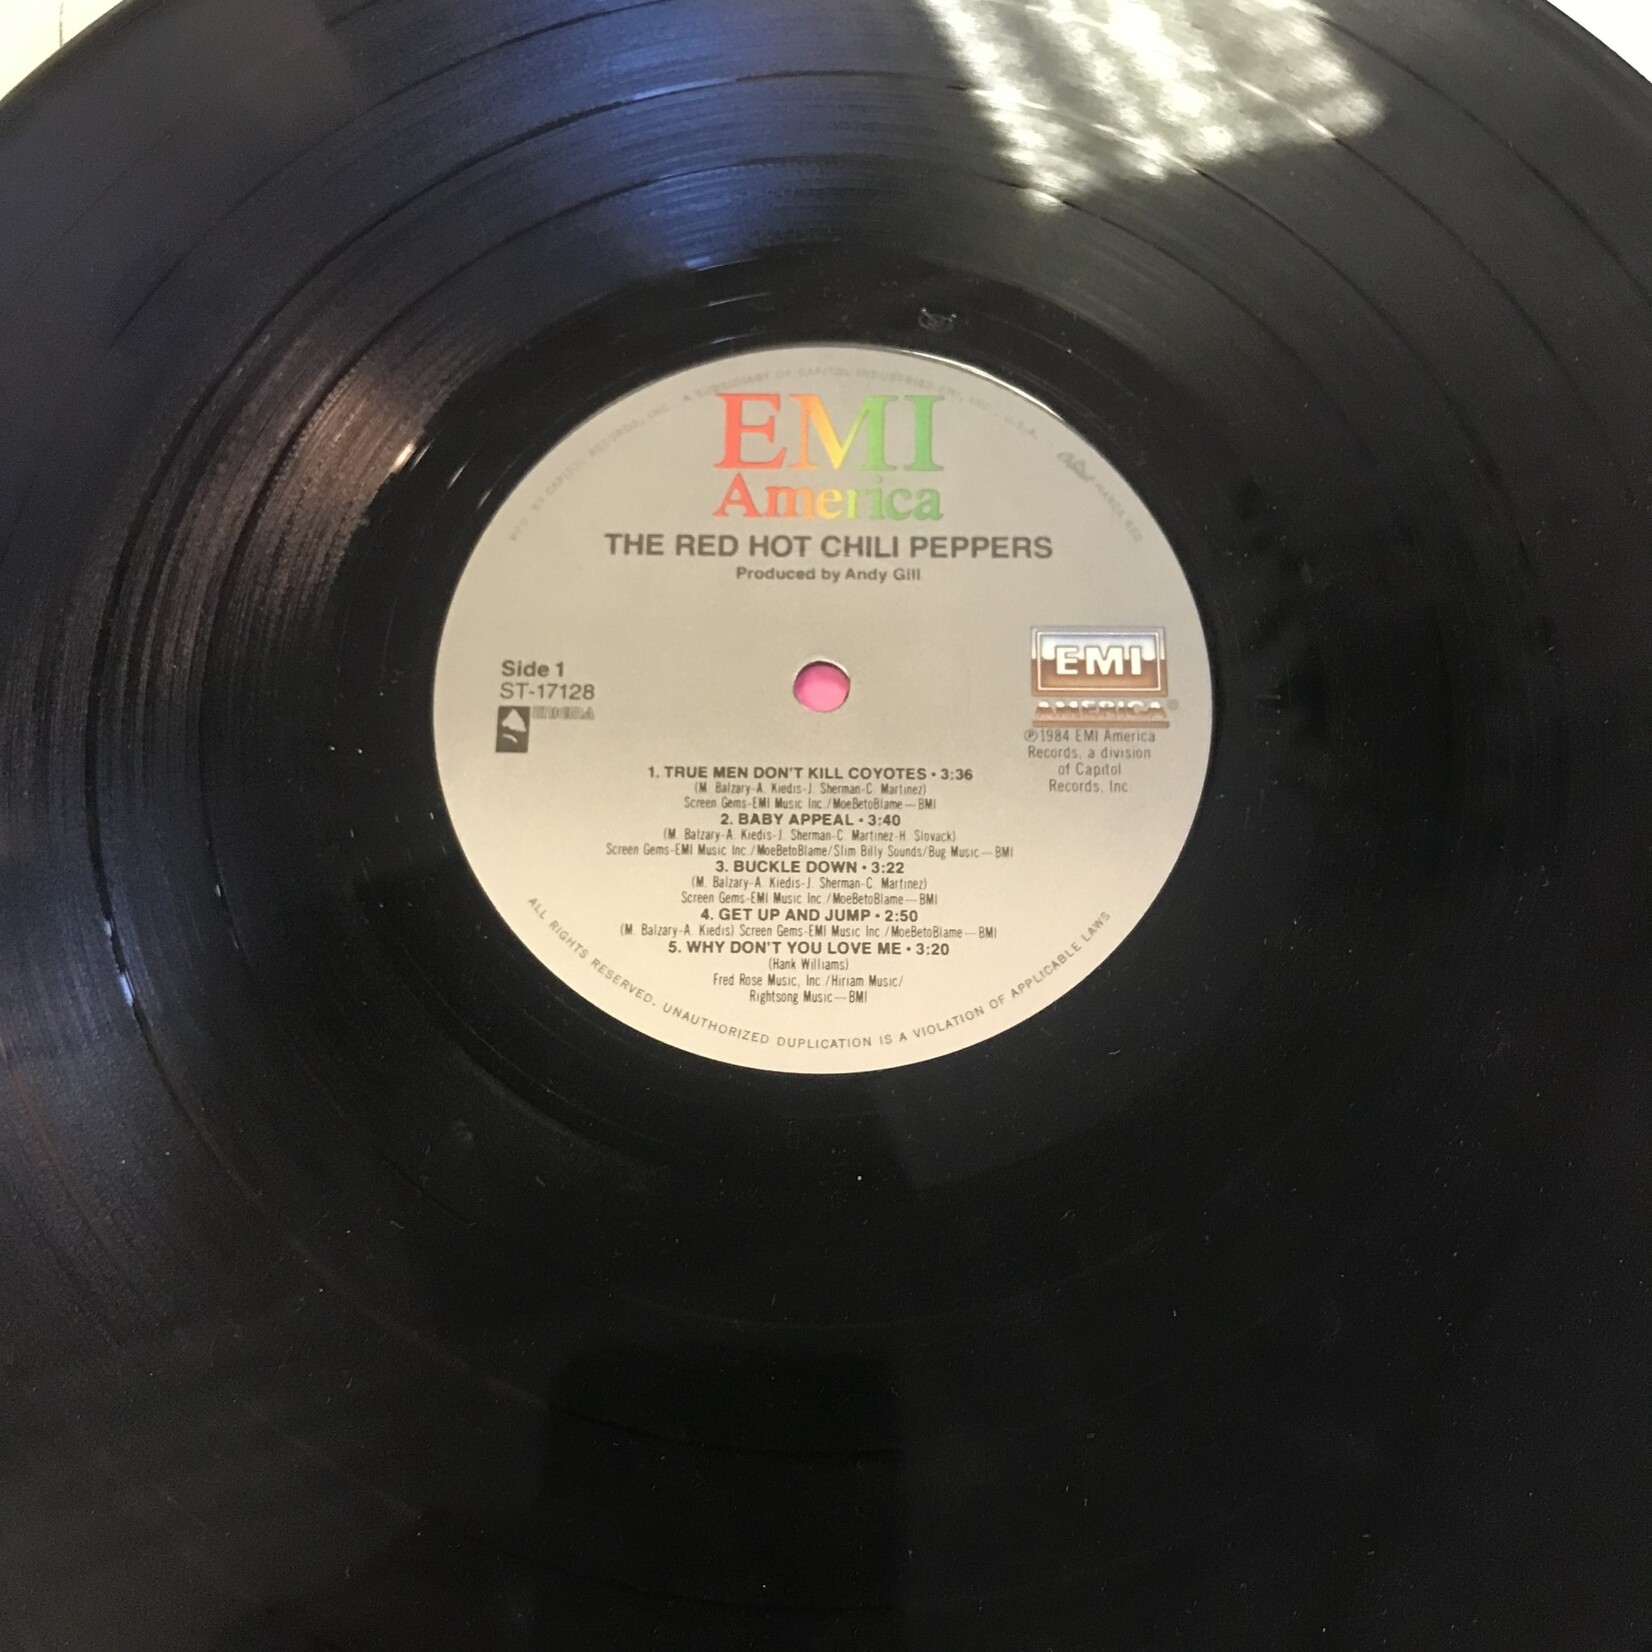 EMI
America
THE RED HOT CHILI PEPPERS
Produced by Andy Gill
Side 1
ST-17128
ENIGMA
EMI
AMERICA®
℗1984 EMI America
Records, a division
of Capitol
Records, Inc.
1. TRUE MEN DON'T KILL COYOTES • 3:36
(M. Balzary-A. Kiedis-J. Sherman-C. Martinez)
Screen Gems-EMI Music Inc./MoeBetoBlame—BMI
2. BABY APPEAL • 3:40
(M. Balzary-A. Kiedis-J. Sherman-C. Martinez-H. Slovack)
Screen Gems-EMI Music Inc./MoeBetoBlame/Slim Billy Sounds/Bug Music—BMI
3. BUCKLE DOWN • 3:22
(M. Balzary-A. Kiedis-J. Sherman-C. Martinez)
Screen Gems-EMI Music Inc./MoeBetoBlame—BMI
4. GET UP AND JUMP • 2:50
(M. Balzary-A. Kiedis) Screen Gems-EMI Music Inc./MoeBetoBlame—BMI
5. WHY DON'T YOU LOVE ME • 3:20
(Hank Williams)
Fred Rose Music, Inc./Hiriam Music/
Rightsong Music—BMI
ALL RIGHTS RESERVED. UNAUTHORIZED DUPLICATION IS A VIOLATION OF APPLICABLE LAWS